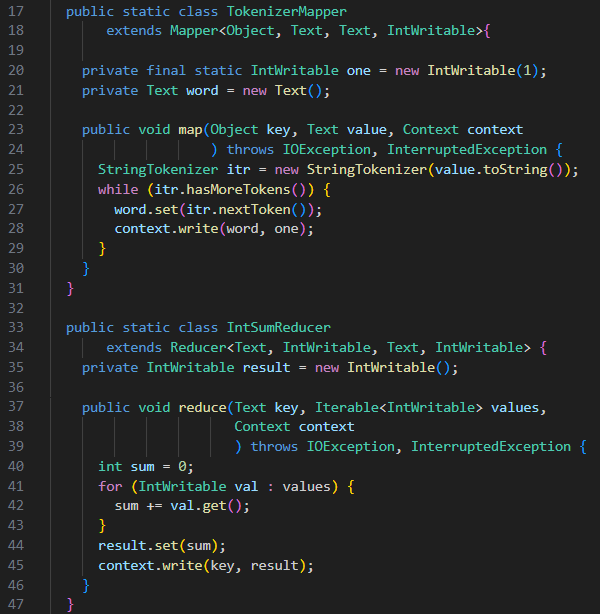 17 public static class TokenizerMapper
18 extends Mapper<Object, Text, Text, IntWritable>{
19
20 private final static IntWritable one = new IntWritable(1);
21 private Text word = new Text();
22
23 public void map(Object key, Text value, Context context
24 ) throws IOException, InterruptedException {
25 StringTokenizer itr = new StringTokenizer(value.toString());
26 while (itr.hasMoreTokens()) {
27 word.set(itr.nextToken());
28 context.write(word, one);
29 }
30 }
31 }
32
33 public static class IntSumReducer
34 extends Reducer<Text, IntWritable, Text, IntWritable> {
35 private IntWritable result = new IntWritable();
36
37 public void reduce(Text key, Iterable<IntWritable> values,
38 Context context
39 ) throws IOException, InterruptedException {
40 int sum = 0;
41 for (IntWritable val : values) {
42 sum += val.get();
43 }
44 result.set(sum);
45 context.write(key, result);
46 }
47 }